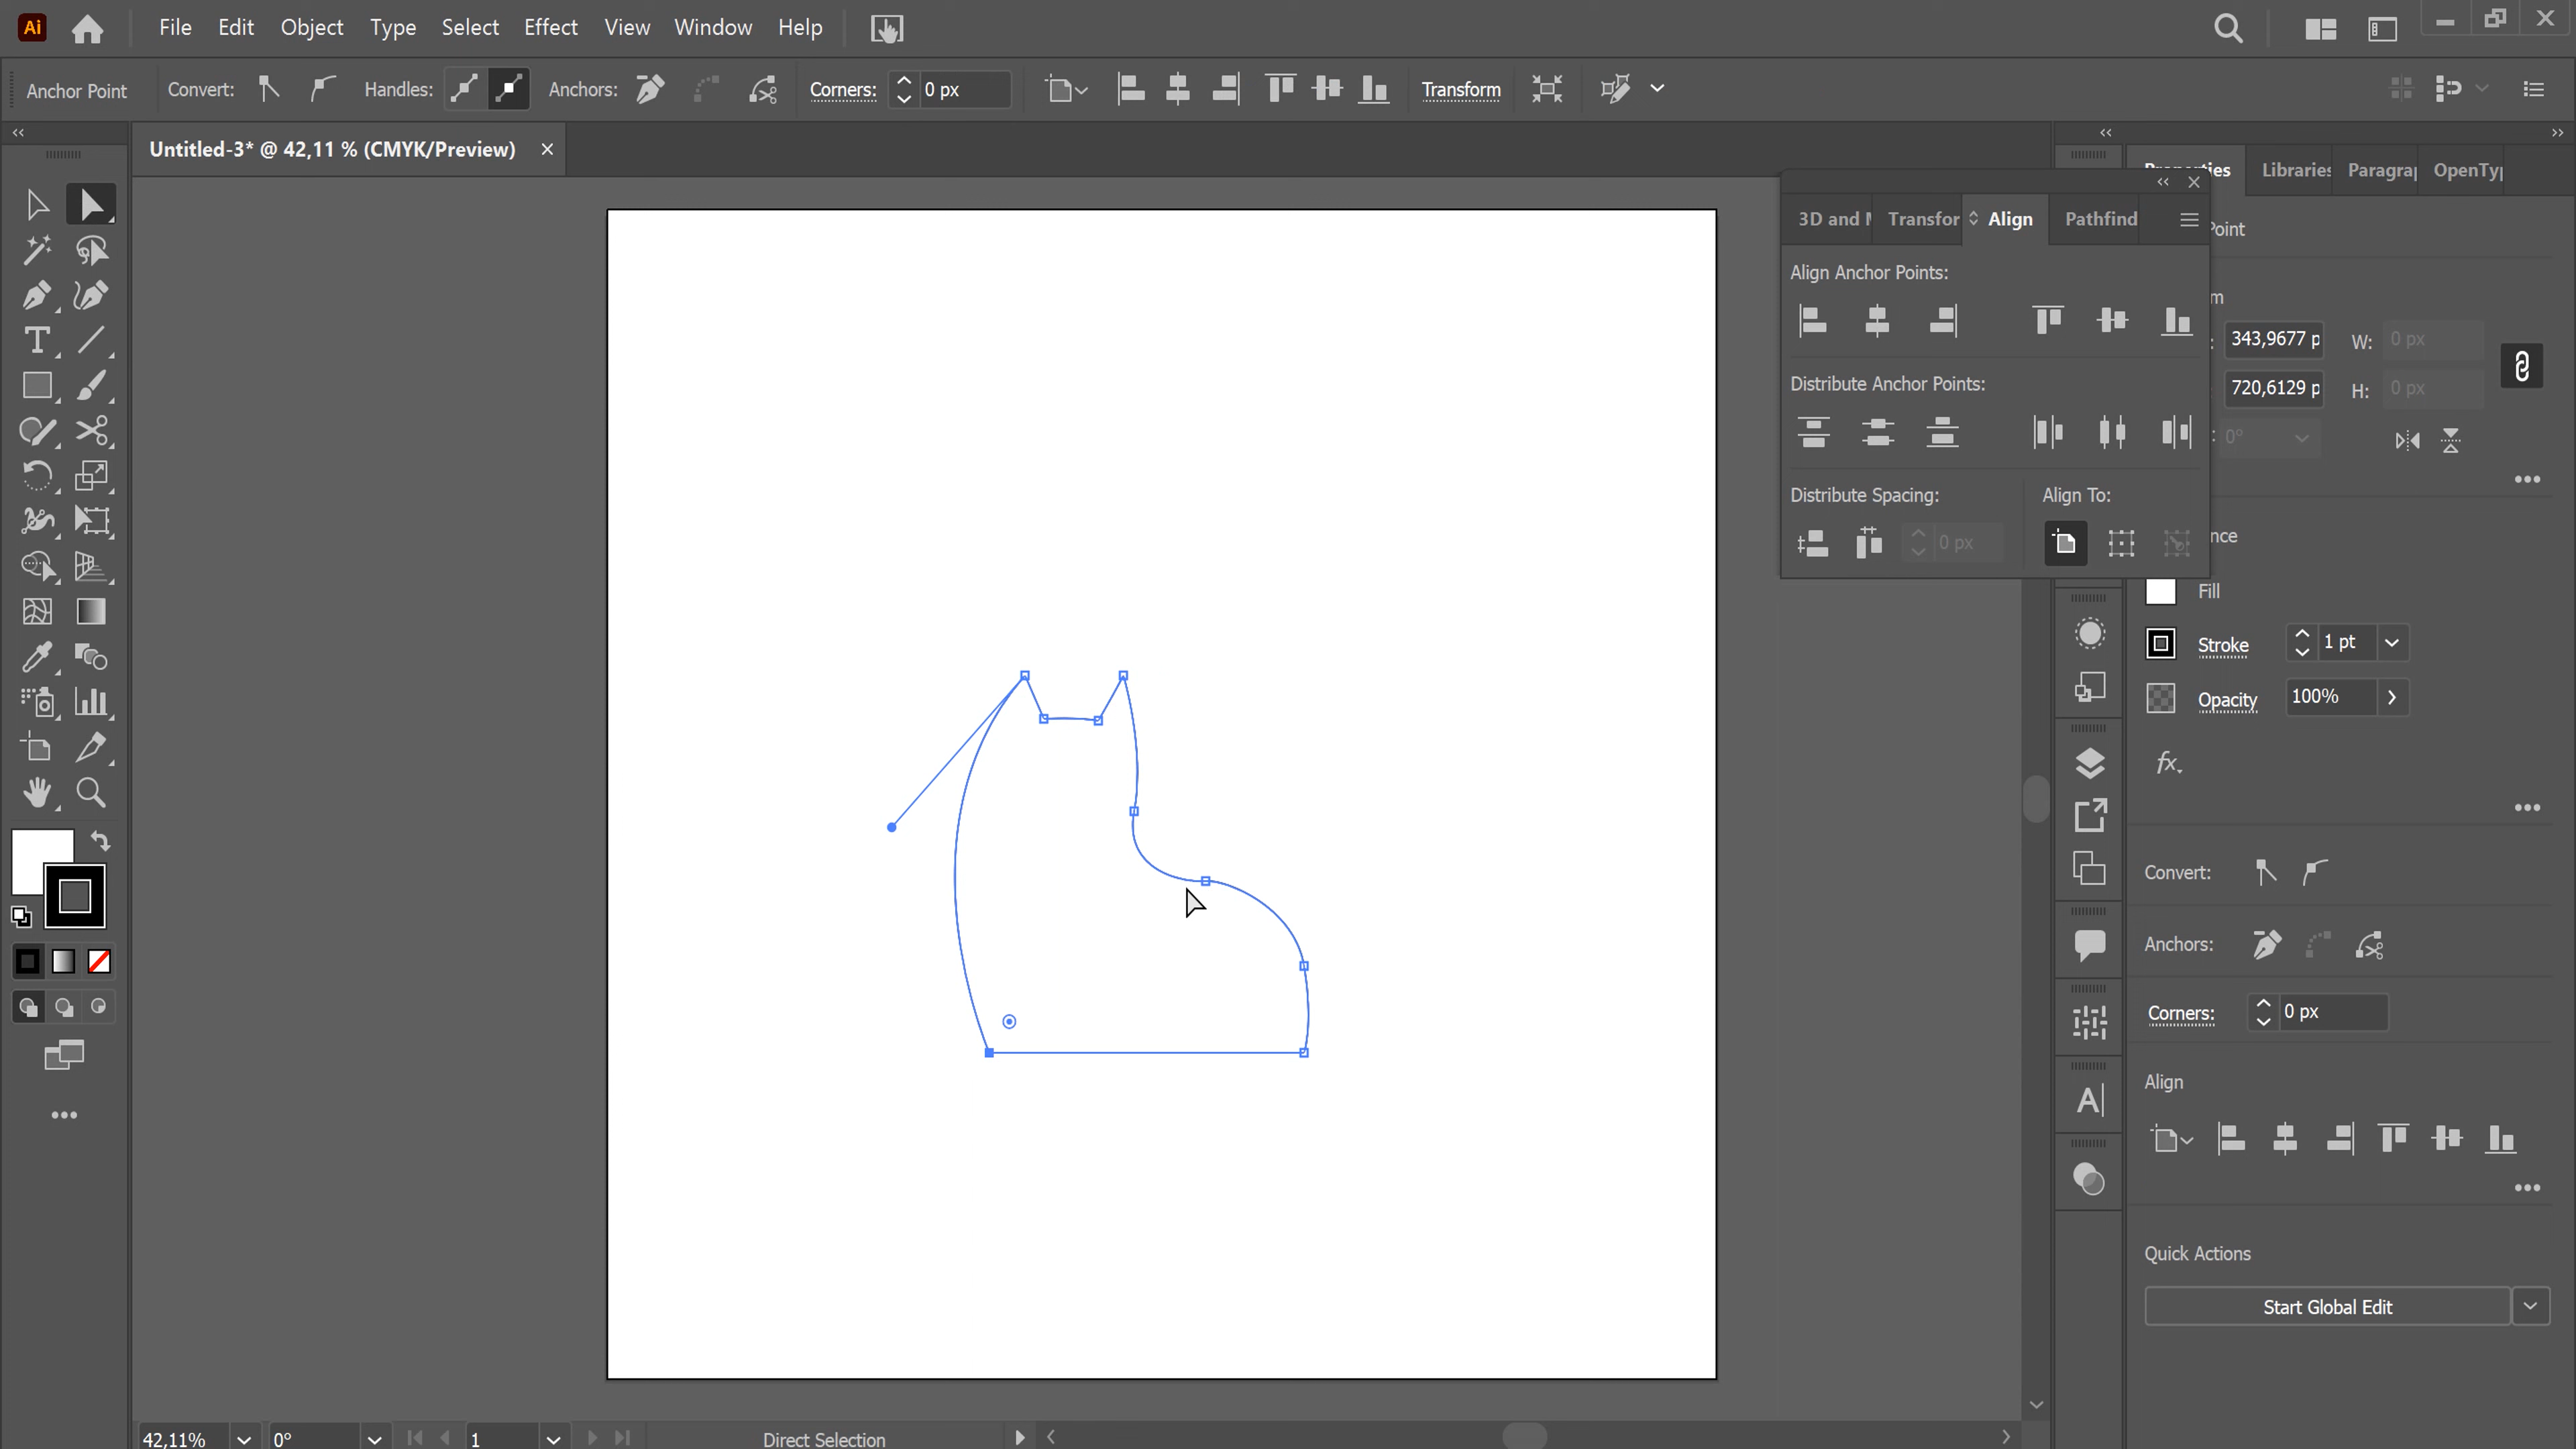 Ai File Edit Object Type Select Effect View Window Help
Anchor Point Convert: Handles: Anchors: Corners: 0 px Transform
Untitled-3* @ 42,11 % (CMYK/Preview)
Libraries Paragra OpenTy
3D and M Transfor Align Pathfind
Point
Align Anchor Points:
343,9677 p W: 0 px
720,6129 p H: 0 px
Distribute Anchor Points:
0°
Distribute Spacing: Align To:
0 px
Fill
Stroke 1 pt
Opacity 100%
fx
Convert:
Anchors:
Corners: 0 px
Align
Quick Actions
Start Global Edit
42,11% 0° 1 Direct Selection